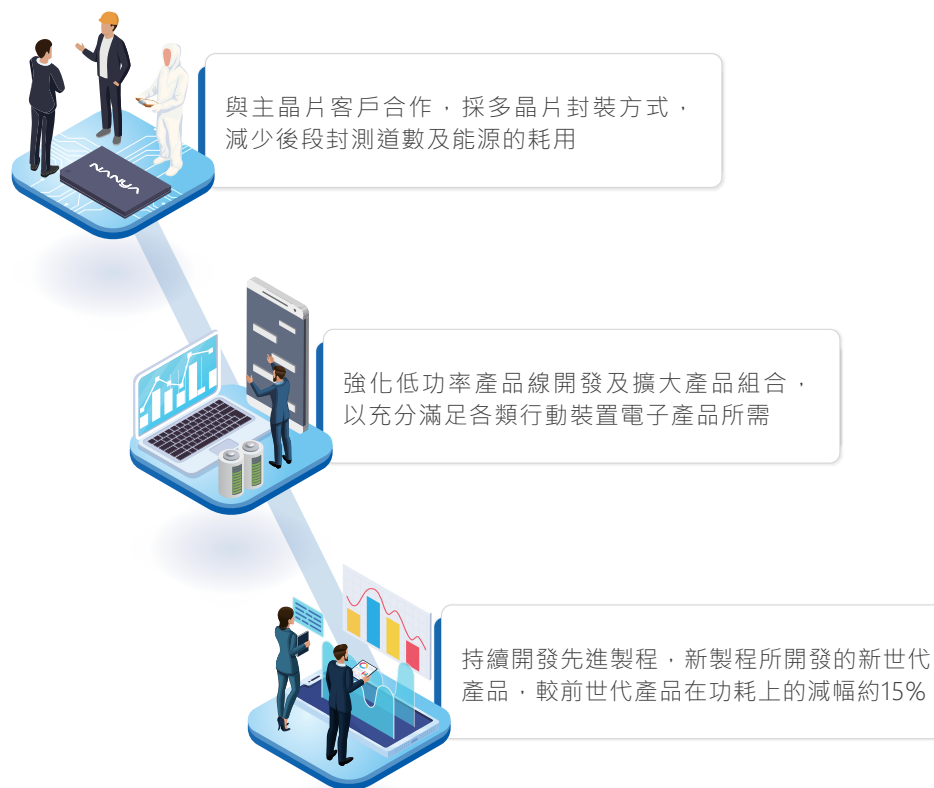 NANYA
與主晶片客戶合作，採多晶片封裝方式，
減少後段封測道數及能源的耗用
強化低功率產品線開發及擴大產品組合，
以充分滿足各類行動裝置電子產品所需
持續開發先進製程，新製程所開發的新世代
產品，較前世代產品在功耗上的減幅約15%